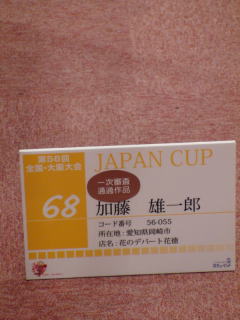 第56回
全国・大阪大会
JAPAN CUP
一次審査
通過作品
68
加藤　雄一郎
コード番号　56-055
所在地：愛知県岡崎市
店名：花のデパート花徳